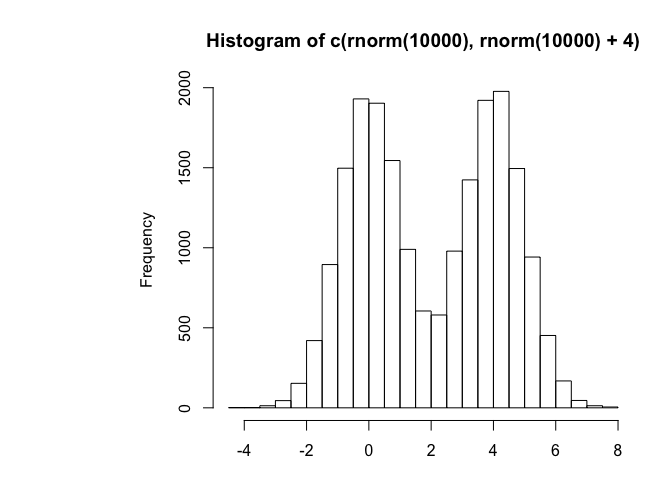 Histogram of c(rnorm(10000), rnorm(10000) + 4)
Frequency
2000
1500
1000
500
0
-4 -2 0 2 4 6 8